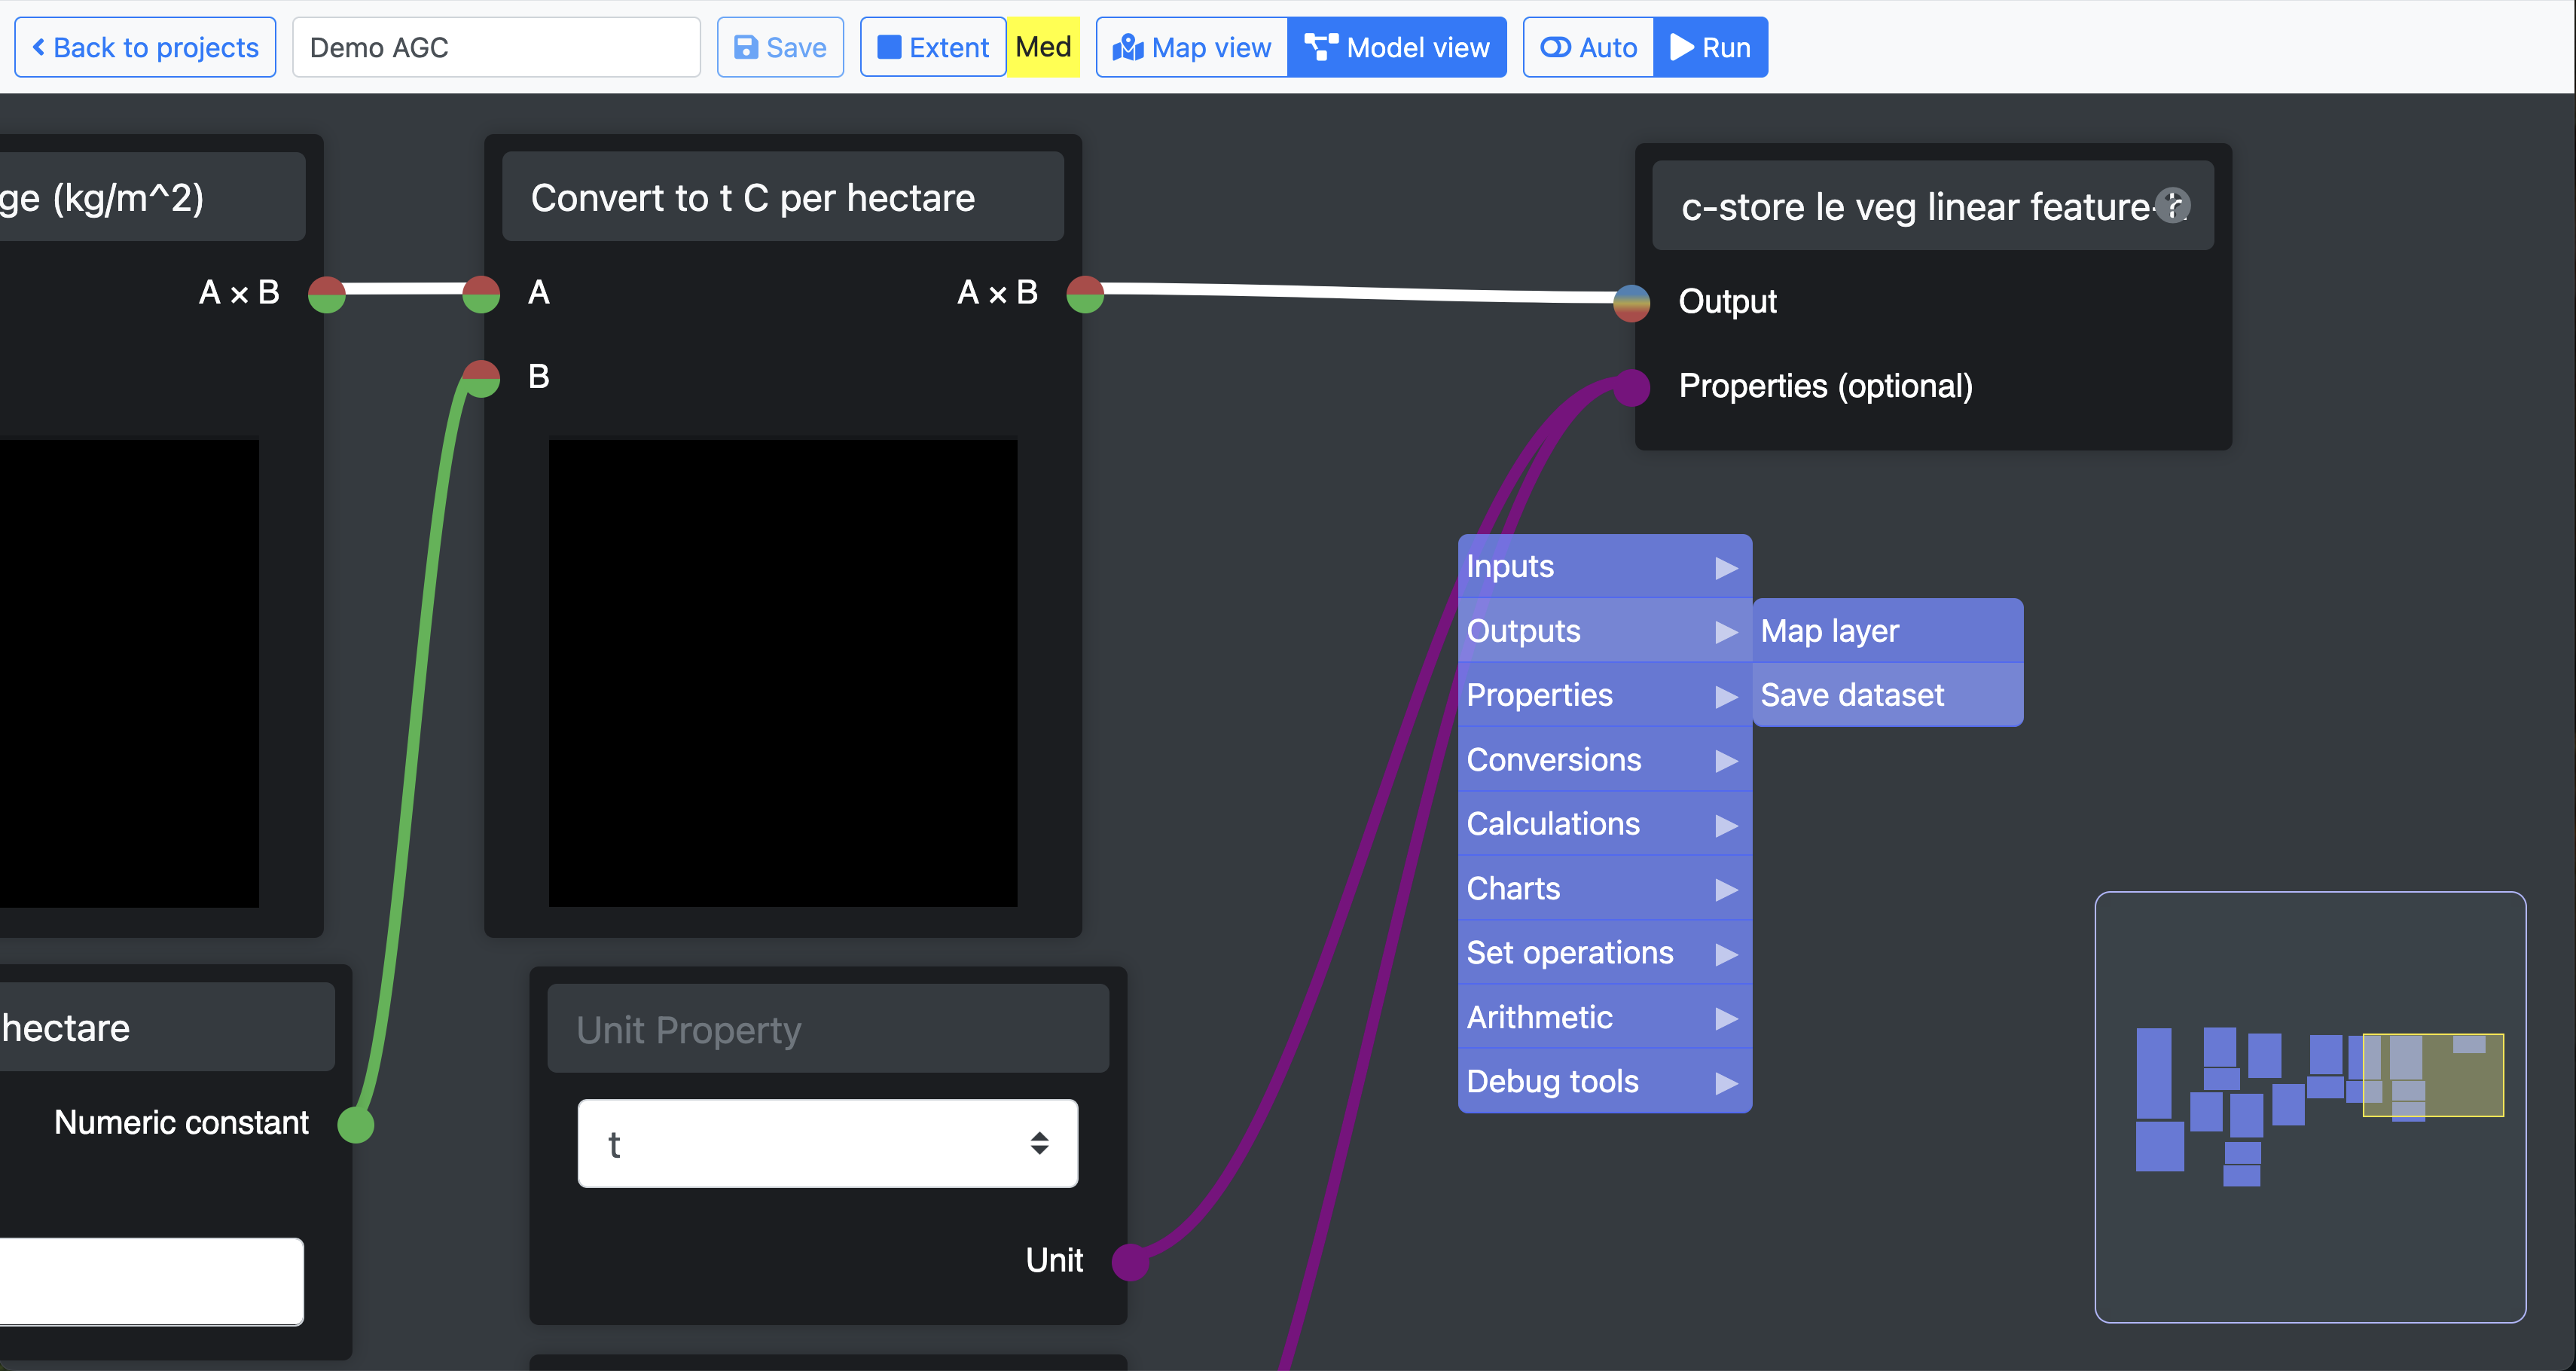 Back to projects
Demo AGC
Save
Extent
Med
Map view
Model view
Auto
Run
ge (kg/m^2)
A × B
Convert to t C per hectare
A
A × B
B
c-store le veg linear feature-
?
Output
Properties (optional)
Inputs
Outputs
Map layer
Properties
Save dataset
Conversions
Calculations
Charts
Set operations
Arithmetic
Debug tools
hectare
Numeric constant
Unit Property
t
Unit